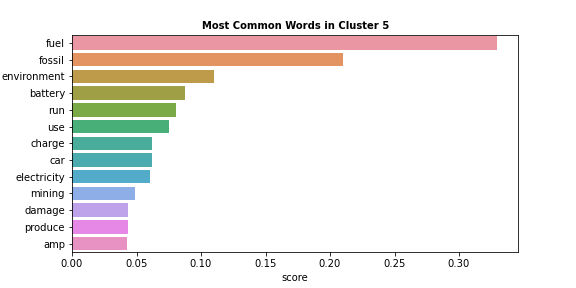 Most Common Words in Cluster 5
fuel
fossil
environment
battery
run
use
charge
car
electricity
mining
damage
produce
amp
0.00 0.05 0.10 0.15 0.20 0.25 0.30
score